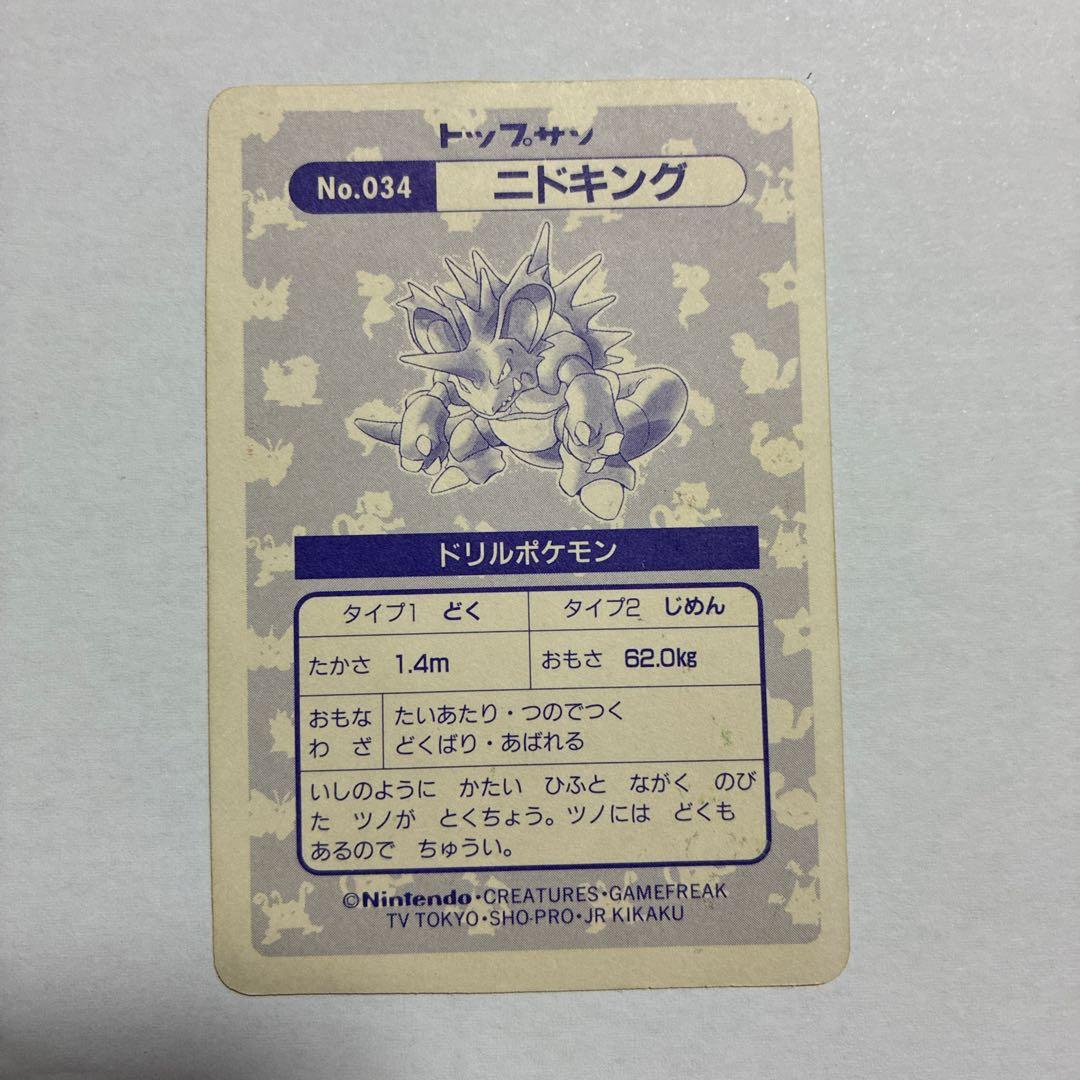 トップサン
No.034 ニドキング
ドリルポケモン
タイプ1 どく タイプ2 じめん
たかさ 1.4m おもさ 62.0kg
おもな たいあたり・つのでつく
わ ざ どくばり・あばれる
いしのように かたい ひふと ながく のび
た ツノが とくちょう。ツノには どくも
あるので ちゅうい。
©Nintendo・CREATURES・GAMEFREAK
TV TOKYO・SHO-PRO・JR KIKAKU